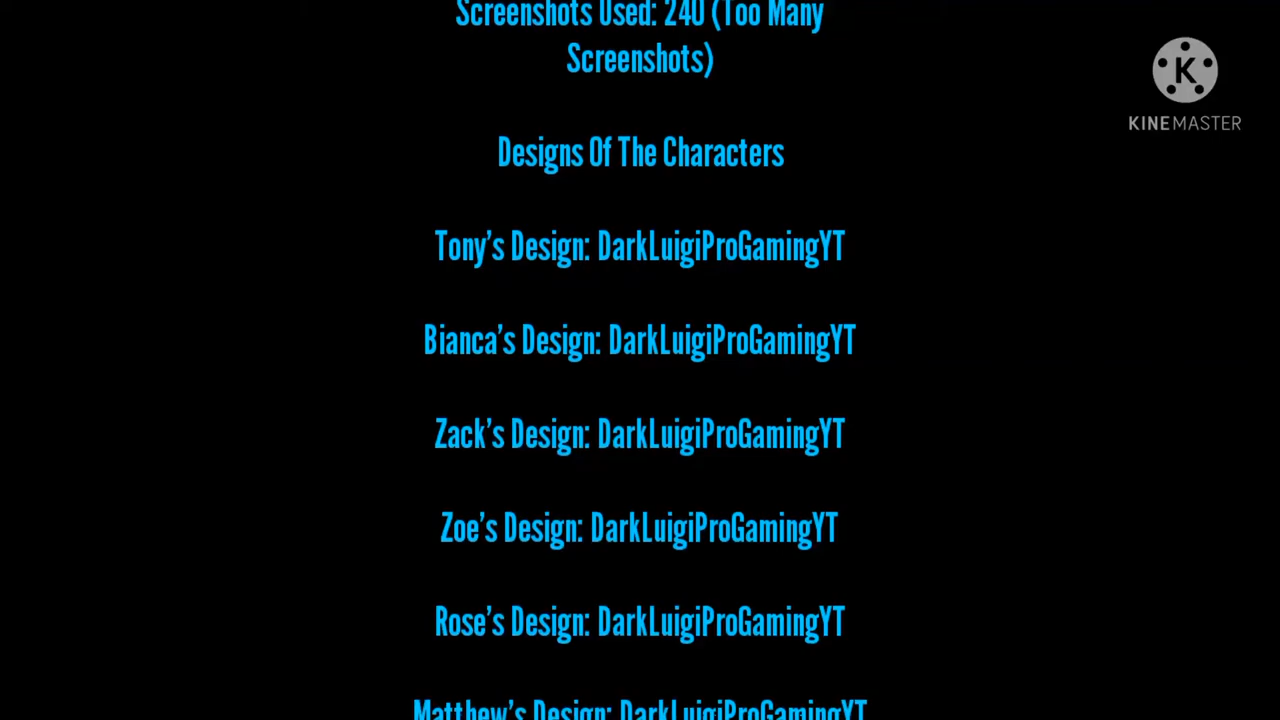 Screenshots Used: 240 (Too Many
Screenshots)
Designs Of The Characters
Tony's Design: DarkLuigiProGamingYT
Bianca's Design: DarkLuigiProGamingYT
Zack's Design: DarkLuigiProGamingYT
Zoe's Design: DarkLuigiProGamingYT
Rose's Design: DarkLuigiProGamingYT
Matthew's Design: DarkLuigiProGamingYT
K
KINEMASTER